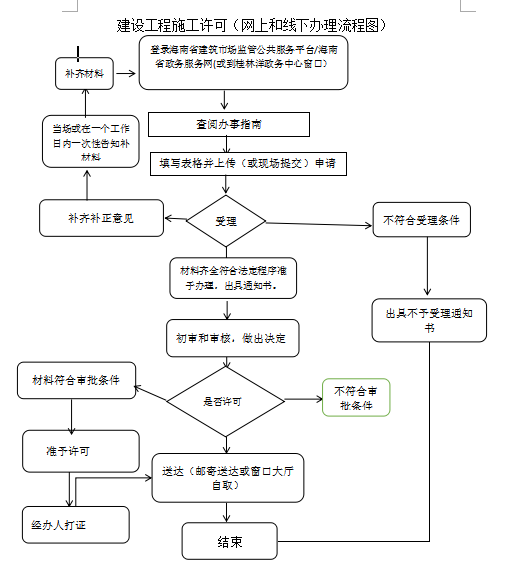 建设工程施工许可（网上和线下办理流程图）
登录海南省建筑市场监管公共服务平台/海南
省政务服务网(或到桂林洋政务中心窗口）
补齐材料
查阅办事指南
当场或在一个工作
日内一次性告知补
材料
填写表格并上传（或现场提交）申请
补齐补正意见
受理
不符合受理条件
材料齐全符合法定程序准
予办理，出具通知书。
出具不予受理通知
书
初审和审核，做出决定
材料符合审批条件
是否许可
不符合审
批条件
准予许可
送达（邮寄送达或窗口大厅
自取）
经办人打证
结束